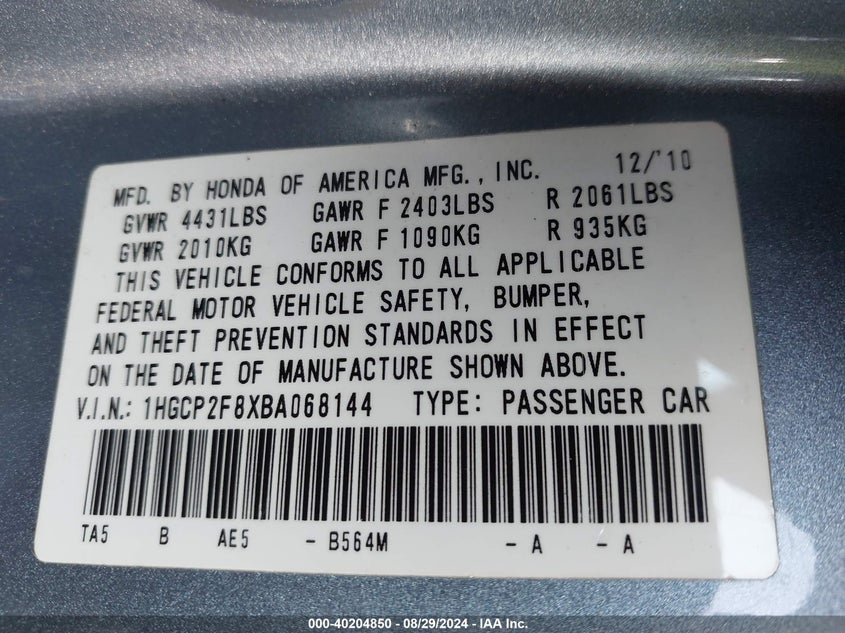 MFD. BY HONDA OF AMERICA MFG., INC. 12/'10
GVWR 4431LBS GAWR F 2403LBS R 2061LBS
GVWR 2010KG GAWR F 1090KG R 935KG
THIS VEHICLE CONFORMS TO ALL APPLICABLE
FEDERAL MOTOR VEHICLE SAFETY, BUMPER,
AND THEFT PREVENTION STANDARDS IN EFFECT
ON THE DATE OF MANUFACTURE SHOWN ABOVE.
V.I.N.: 1HGCP2F8XBA068144 TYPE: PASSENGER CAR
TA5 B AE5 - B564M - A - A
000-40204850 - 08/29/2024 - IAA Inc.